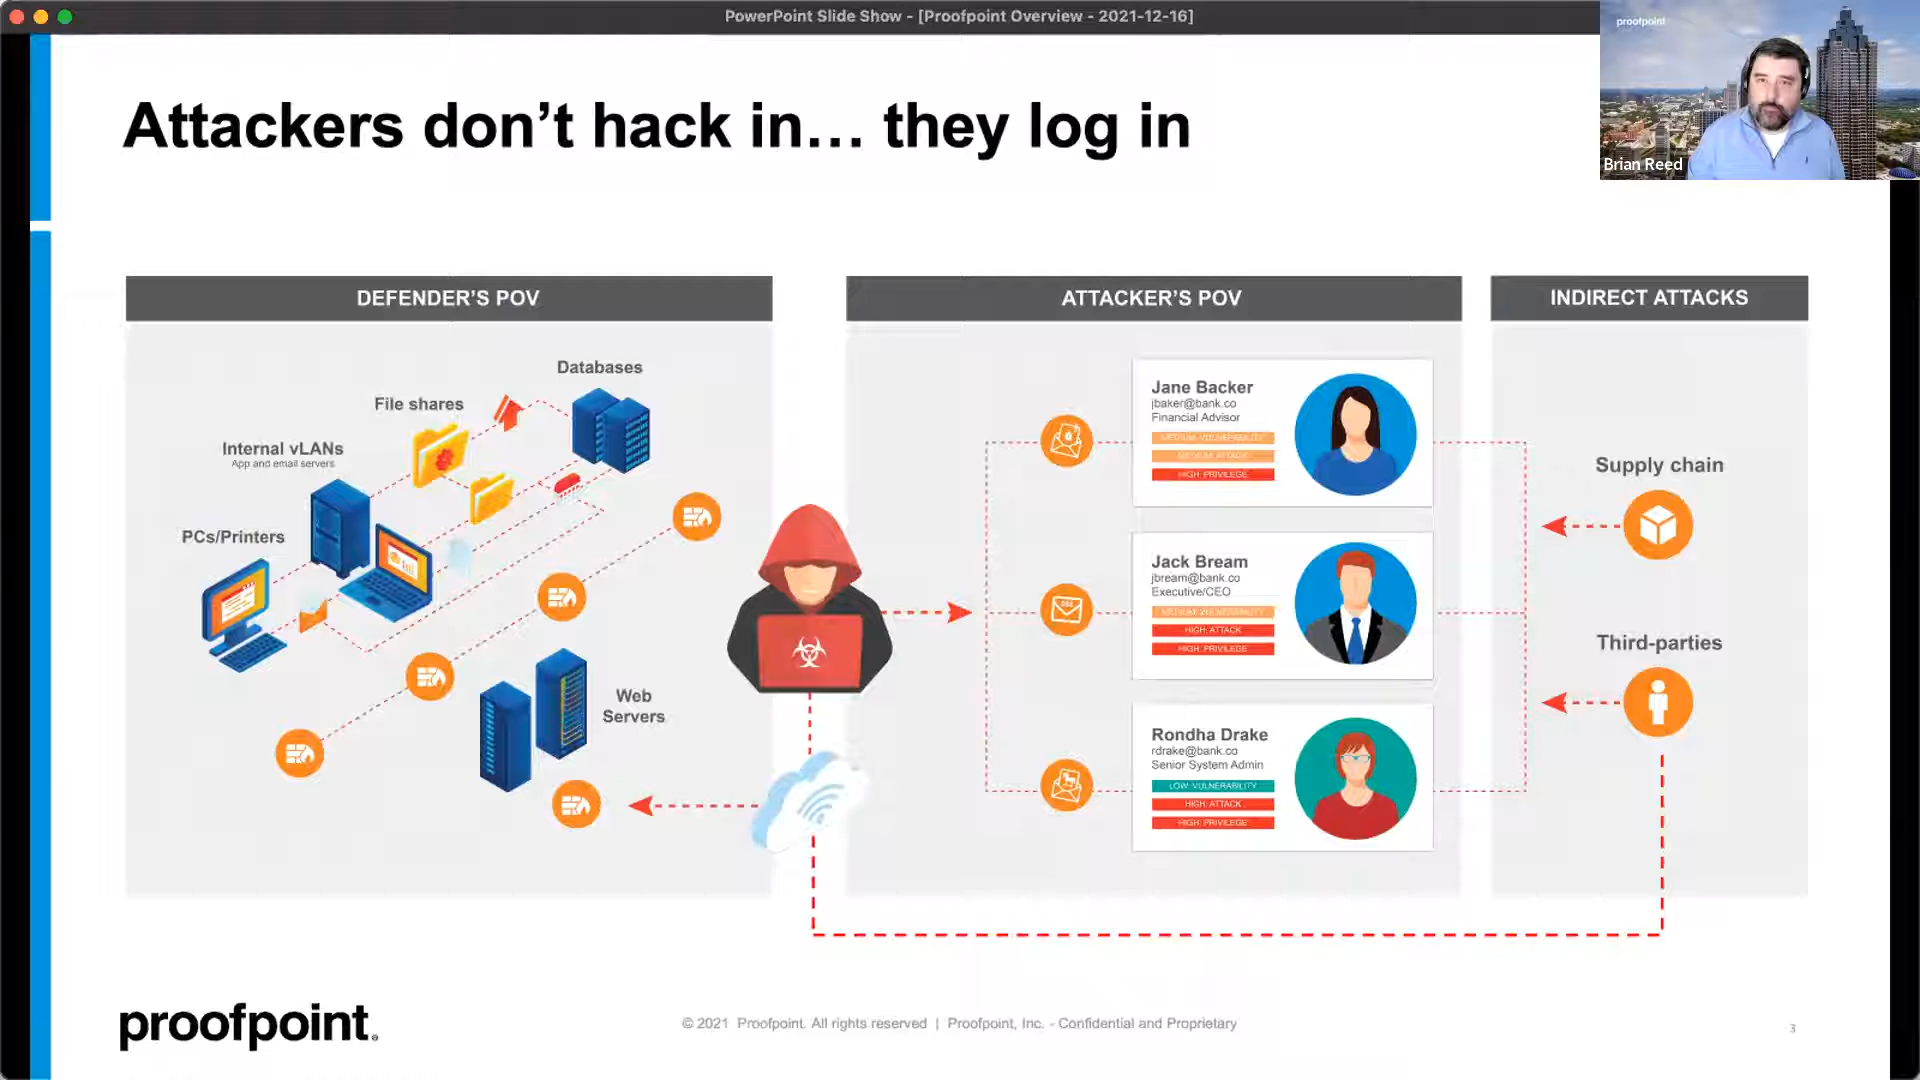 PowerPoint Slide Show - [Proofpoint Overview - 2021-12-16]
proofpoint
Brian Reed
Attackers don’t hack in… they log in
DEFENDER’S POV
ATTACKER’S POV
INDIRECT ATTACKS
Databases
File shares
Internal vLANs
App and email servers
PCs/Printers
Web
Servers
Jane Backer
jbaker@bank.co
Financial Advisor
MEDIUM VULNERABILITY
MEDIUM ATTACK
HIGH PRIVILEGE
Jack Bream
jbream@bank.co
Executive/CEO
MEDIUM VULNERABILITY
HIGH ATTACK
HIGH PRIVILEGE
Rondha Drake
rdrake@bank.co
Senior System Admin
LOW VULNERABILITY
HIGH ATTACK
HIGH PRIVILEGE
Supply chain
Third-parties
proofpoint.
© 2021 Proofpoint. All rights reserved | Proofpoint, Inc. - Confidential and Proprietary
3